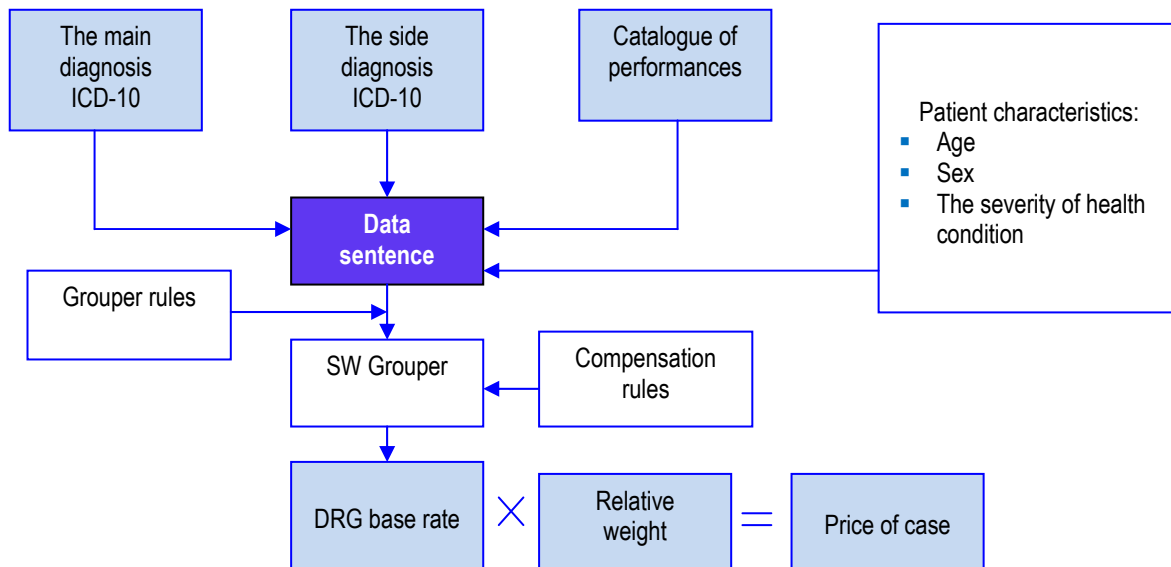 The main
diagnosis
ICD-10
The side
diagnosis
ICD-10
Catalogue of
performances
Patient characteristics:
Age
Sex
The severity of health
condition
Data
sentence
Grouper rules
SW Grouper
Compensation
rules
DRG base rate
×
Relative
weight
=
Price of case